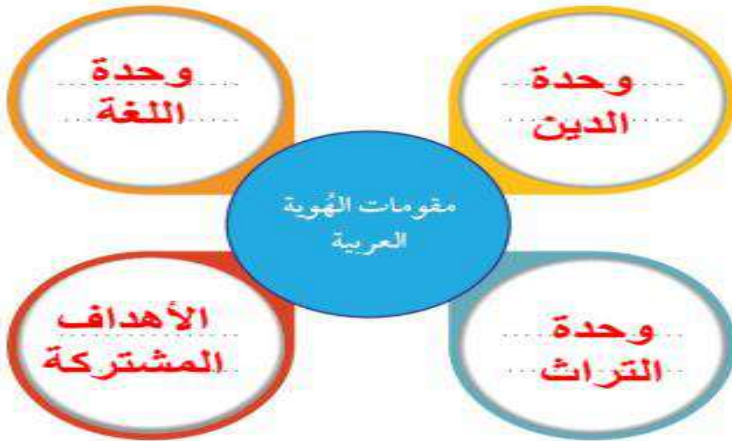 وحدة
الدين
وحدة
اللغة
مقومات الهُوية
العربية
وحدة
التراث
الأهداف
المشتركة